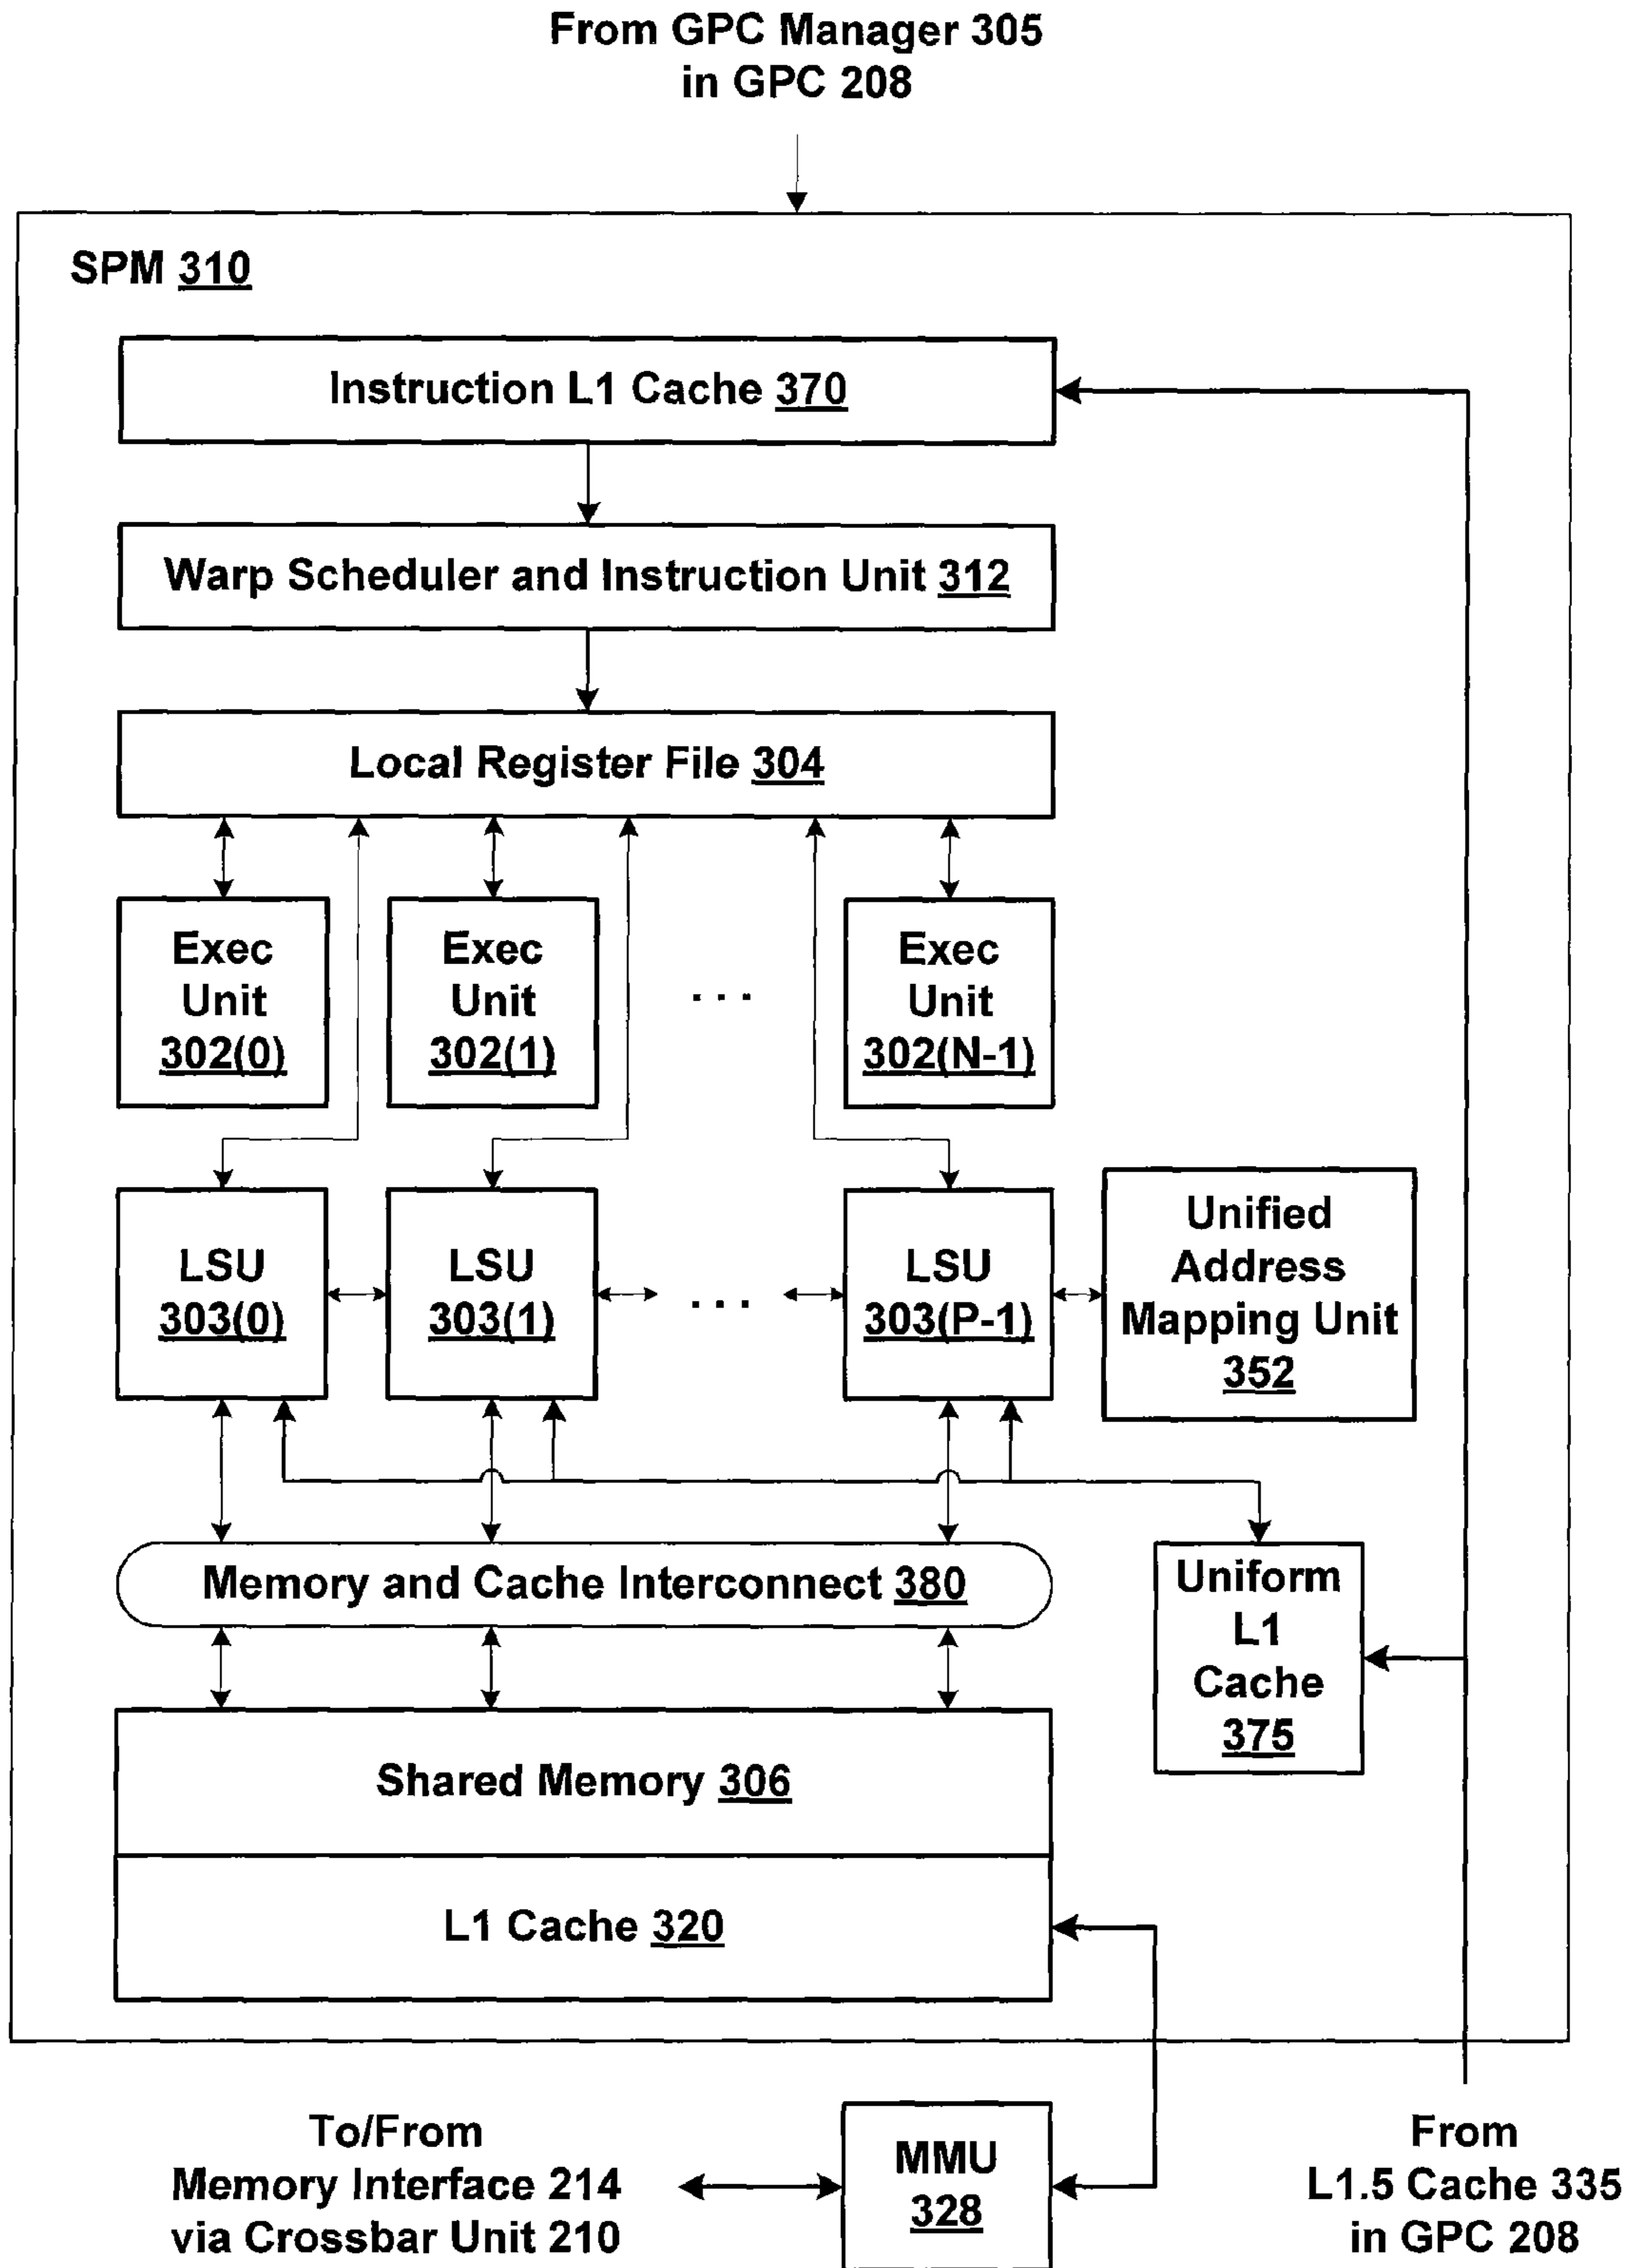 From GPC Manager 305
in GPC 208
SPM 310
Instruction L1 Cache 370
Warp Scheduler and Instruction Unit 312
Local Register File 304
Exec
Unit
302(0)
Exec
Unit
302(1)
. . .
Exec
Unit
302(N-1)
LSU
303(0)
LSU
303(1)
. . .
LSU
303(P-1)
Unified
Address
Mapping Unit
352
Memory and Cache Interconnect 380
Uniform
L1
Cache
375
Shared Memory 306
L1 Cache 320
To/From
Memory Interface 214
via Crossbar Unit 210
MMU
328
From
L1.5 Cache 335
in GPC 208